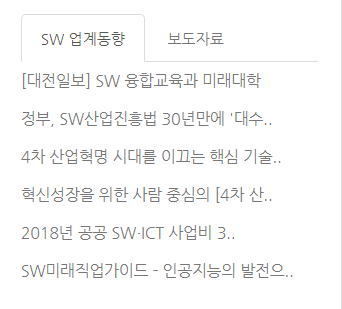 SW 업계동향 보도자료
[대전일보] SW 융합교육과 미래대학
정부, SW산업진흥법 30년만에 '대수..
4차 산업혁명 시대를 이끄는 핵심 기술..
혁신성장을 위한 사람 중심의 [4차 산..
2018년 공공 SW·ICT 사업비 3..
SW미래직업가이드 - 인공지능의 발전으..